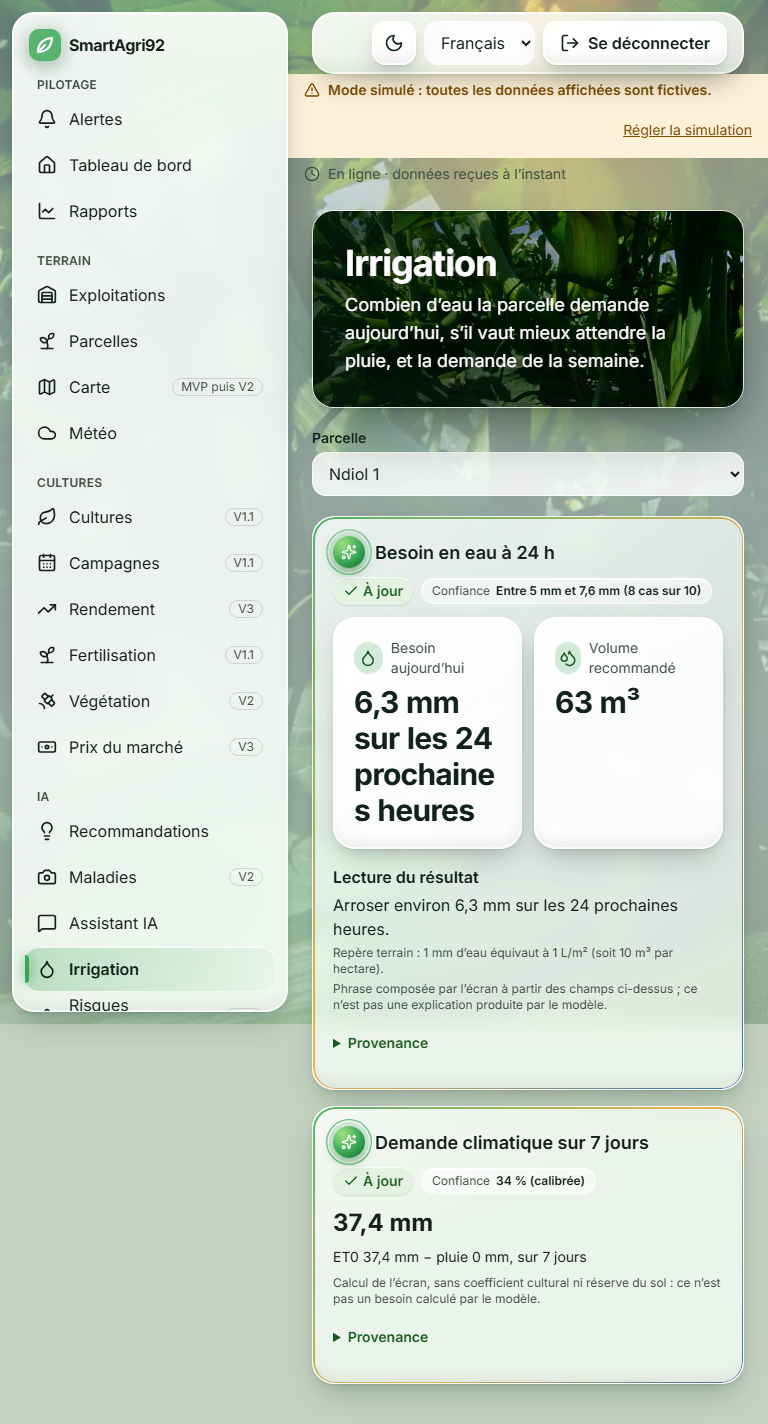 SmartAgri92
PILOTAGE
Alertes
Tableau de bord
Rapports
TERRAIN
Exploitations
Parcelles
Carte MVP puis V2
Météo
CULTURES
Cultures V1.1
Campagnes V1.1
Rendement V3
Fertilisation V1.1
Végétation V2
Prix du marché V3
IA
Recommandations
Maladies V2
Assistant IA
Irrigation
Risques
Français
Se déconnecter
Mode simulé : toutes les données affichées sont fictives.
Régler la simulation
En ligne · données reçues à l’instant
Irrigation
Combien d’eau la parcelle demande
aujourd’hui, s’il vaut mieux attendre la
pluie, et la demande de la semaine.
Parcelle
Ndiol 1
Besoin en eau à 24 h
À jour
Confiance Entre 5 mm et 7,6 mm (8 cas sur 10)
Besoin
aujourd’hui
6,3 mm
sur les 24
prochaine
s heures
Volume
recommandé
63 m³
Lecture du résultat
Arroser environ 6,3 mm sur les 24 prochaines
heures.
Repère terrain : 1 mm d’eau équivaut à 1 L/m² (soit 10 m³ par
hectare).
Phrase composée par l’écran à partir des champs ci-dessus ; ce
n’est pas une explication produite par le modèle.
Provenance
Demande climatique sur 7 jours
À jour
Confiance 34 % (calibrée)
37,4 mm
ET0 37,4 mm − pluie 0 mm, sur 7 jours
Calcul de l’écran, sans coefficient cultural ni réserve du sol : ce n’est
pas un besoin calculé par le modèle.
Provenance